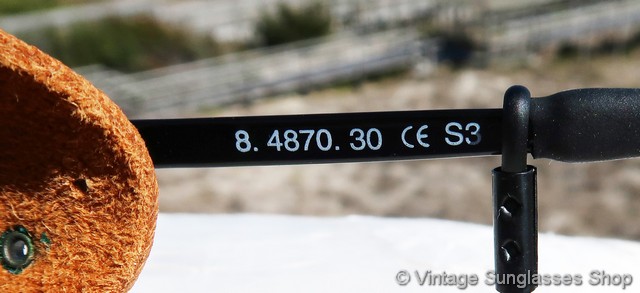 8. 4870. 30 CE S3
© Vintage Sunglasses Shop